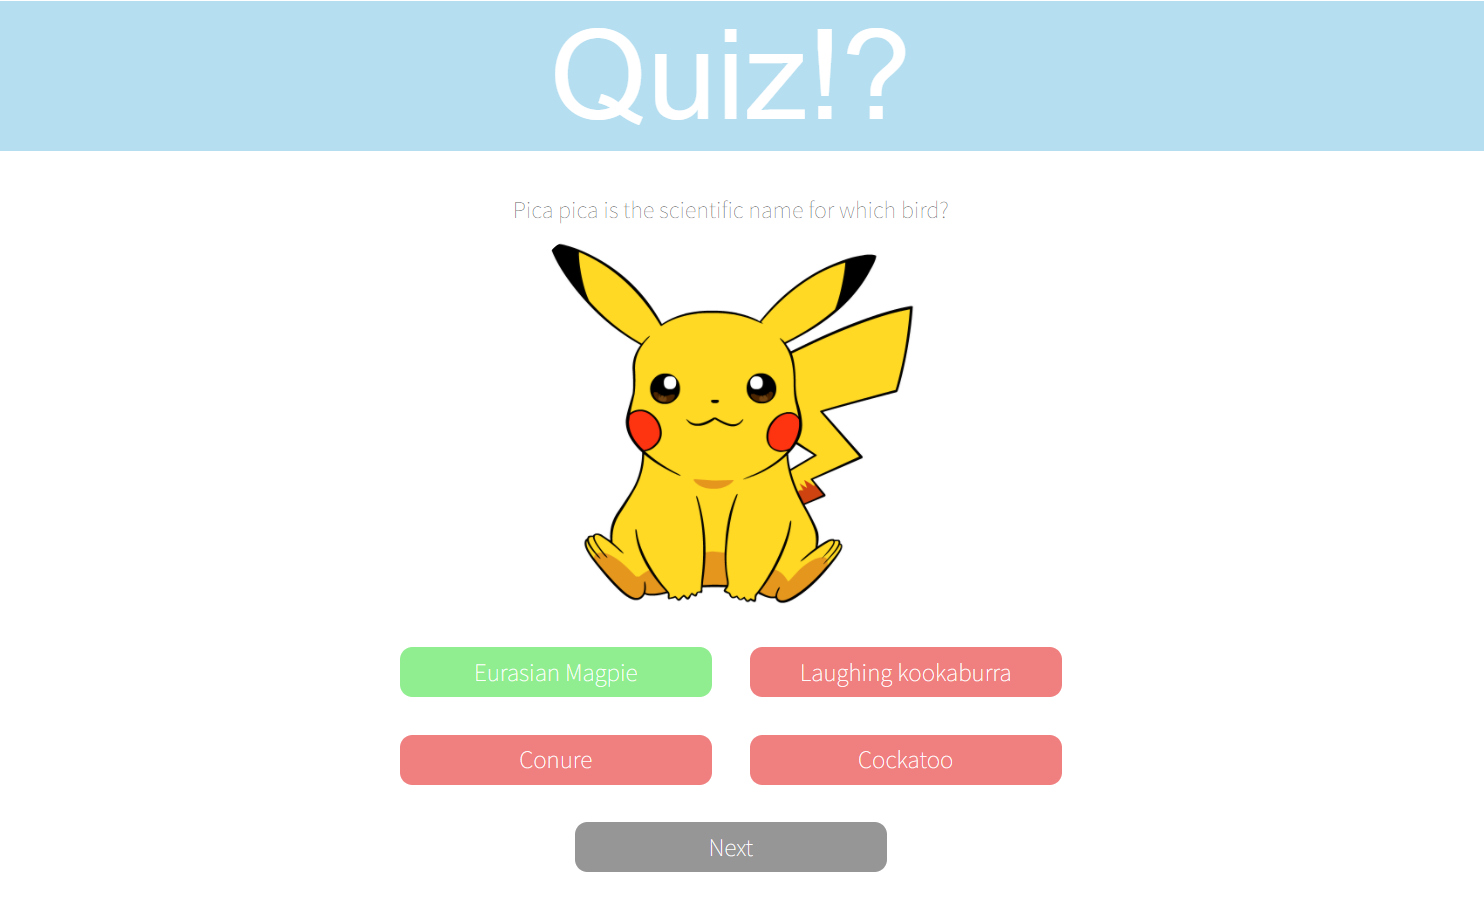 Quiz!?
Pica pica is the scientific name for which bird?
Eurasian Magpie
Laughing kookaburra
Conure
Cockatoo
Next